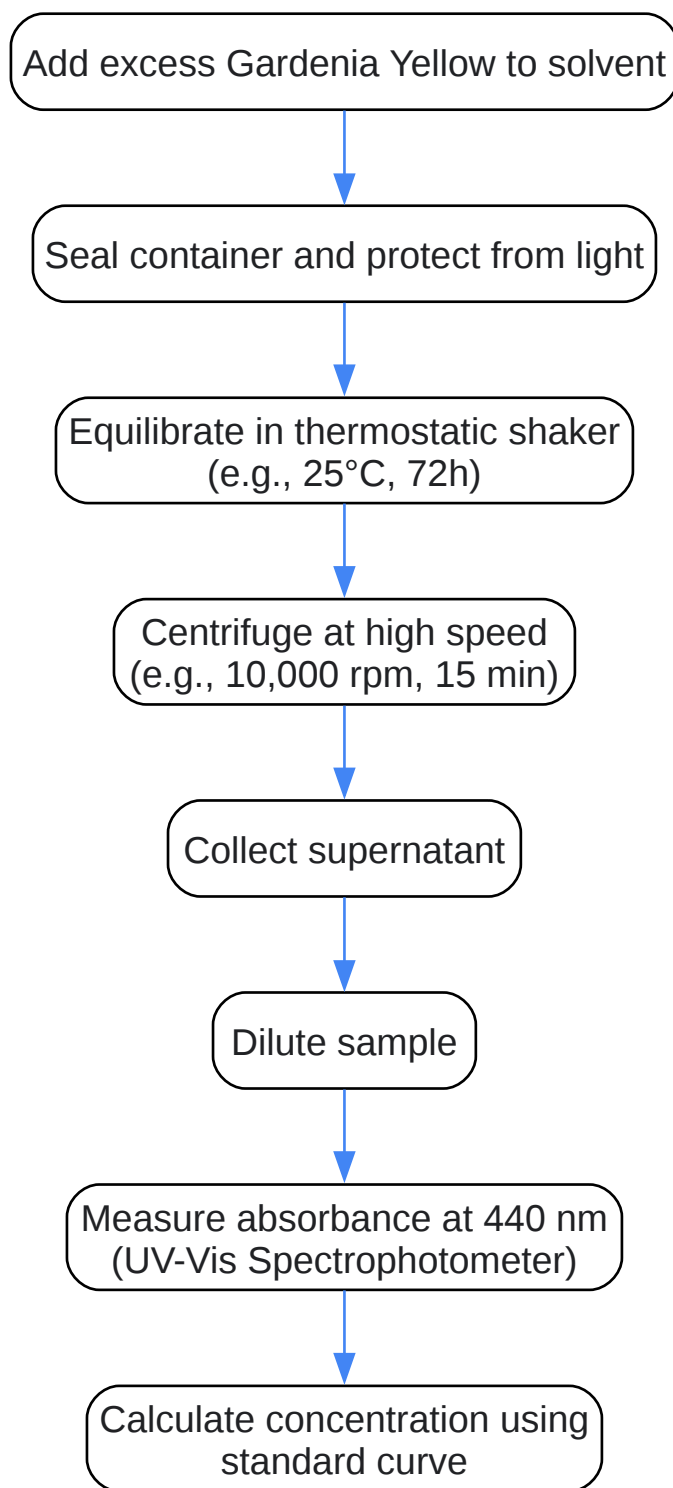 Add excess Gardenia Yellow to solvent
Seal container and protect from light
Equilibrate in thermostatic shaker
(e.g., 25°C, 72h)
Centrifuge at high speed
(e.g., 10,000 rpm, 15 min)
Collect supernatant
Dilute sample
Measure absorbance at 440 nm
(UV-Vis Spectrophotometer)
Calculate concentration using
standard curve